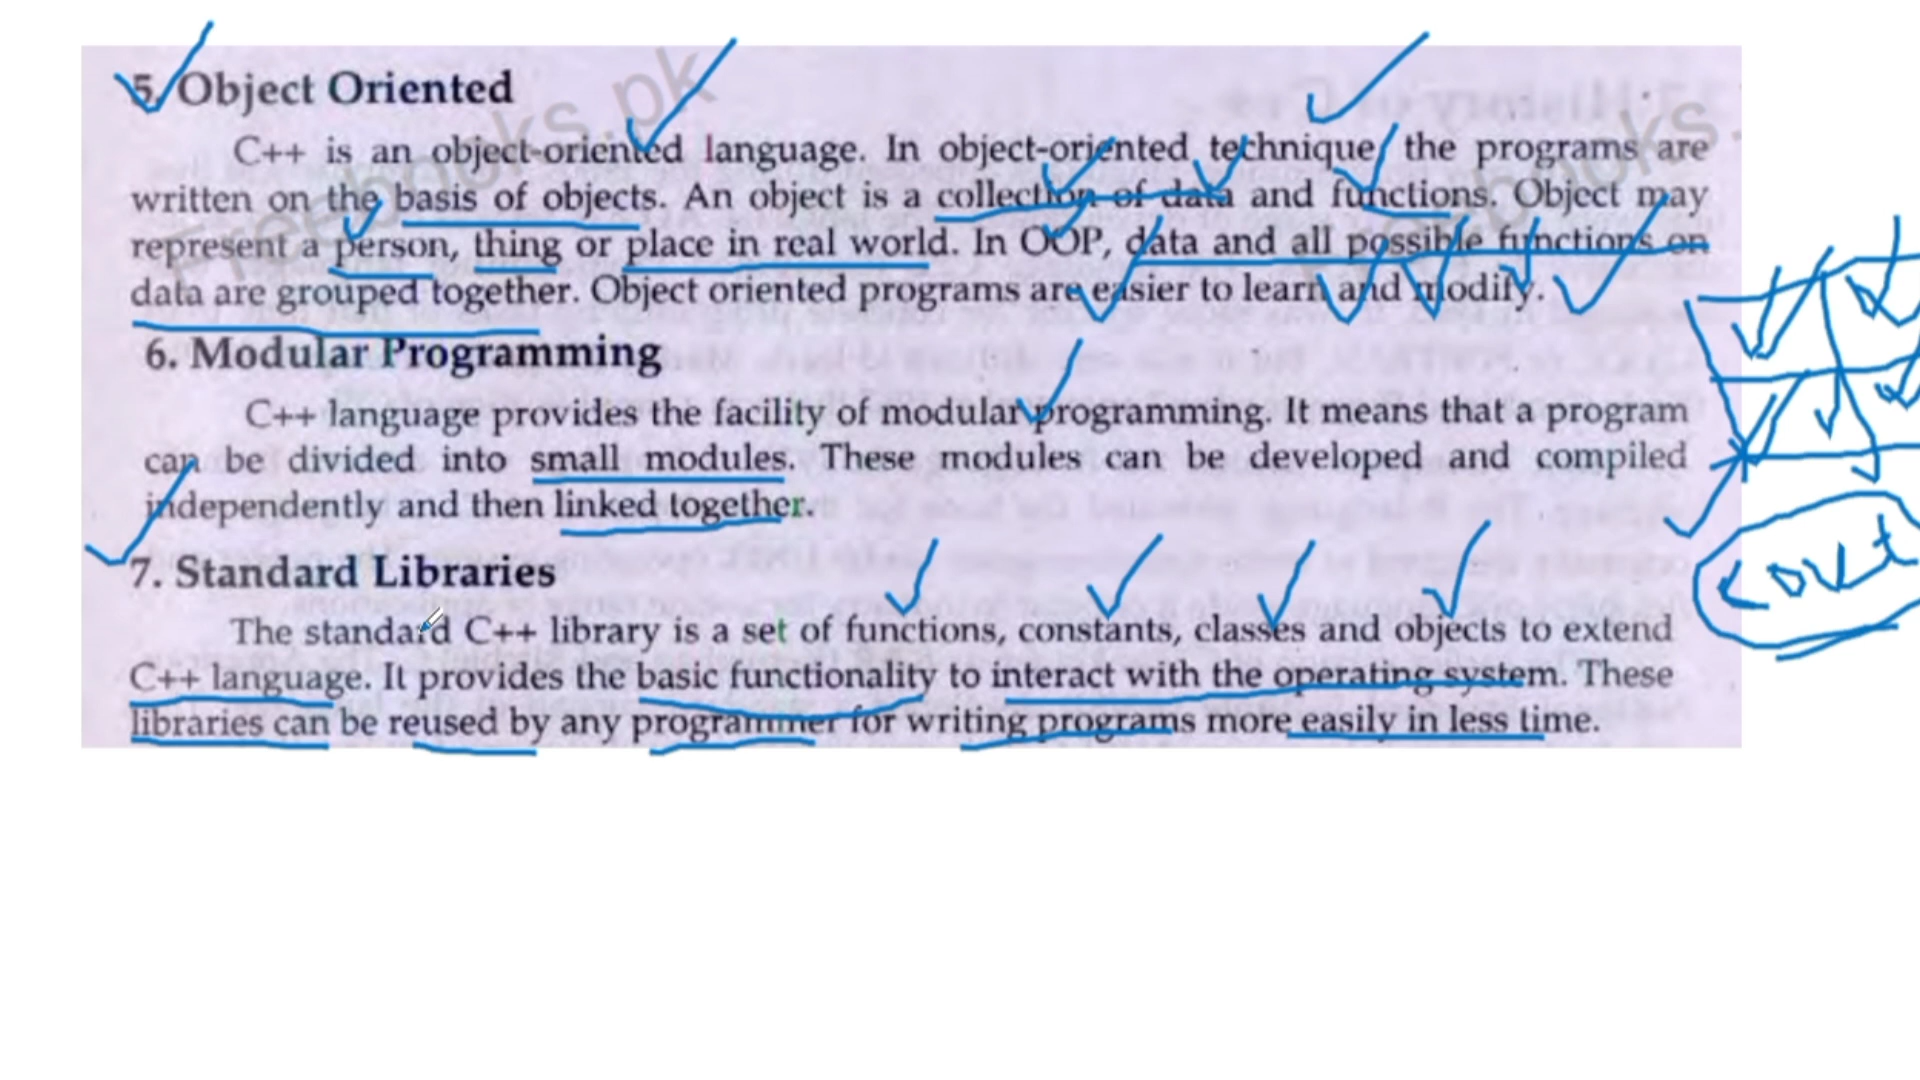 5. Object Oriented
C++ is an object-oriented language. In object-oriented technique, the programs are
written on the basis of objects. An object is a collection of data and functions. Object may
represent a person, thing or place in real world. In OOP, data and all possible functions on
data are grouped together. Object oriented programs are easier to learn and modify.
6. Modular Programming
C++ language provides the facility of modular programming. It means that a program
can be divided into small modules. These modules can be developed and compiled
independently and then linked together.
cout
7. Standard Libraries
The standard C++ library is a set of functions, constants, classes and objects to extend
C++ language. It provides the basic functionality to interact with the operating system. These
libraries can be reused by any programmer for writing programs more easily in less time.
Freebooks.pk